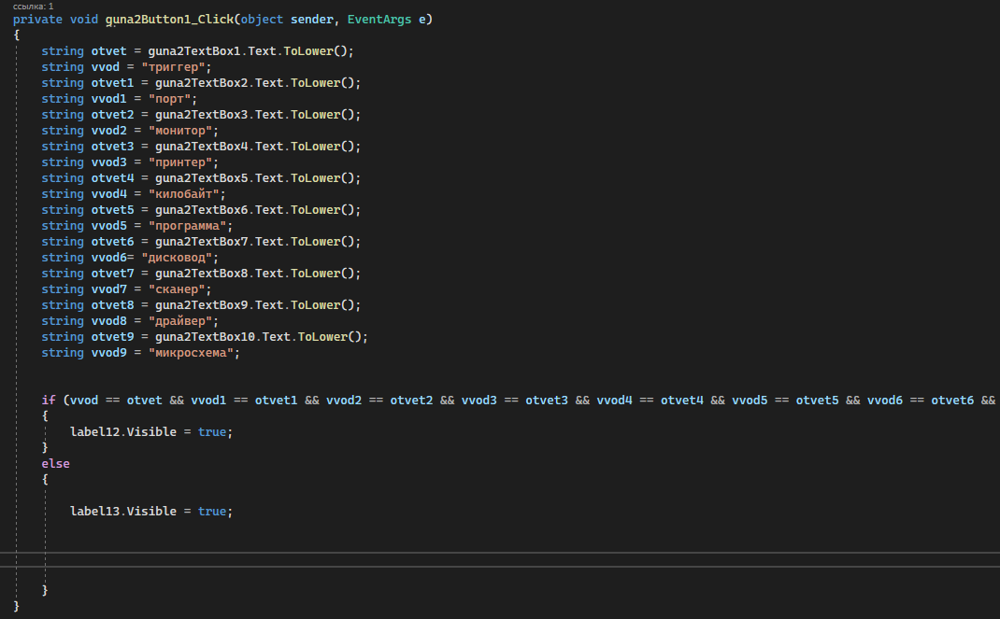 ссылка: 1
private void guna2Button1_Click(object sender, EventArgs e)
{
string otvet = guna2TextBox1.Text.ToLower();
string vvod = "триггер";
string otvet1 = guna2TextBox2.Text.ToLower();
string vvod1 = "порт";
string otvet2 = guna2TextBox3.Text.ToLower();
string vvod2 = "монитор";
string otvet3 = guna2TextBox4.Text.ToLower();
string vvod3 = "принтер";
string otvet4 = guna2TextBox5.Text.ToLower();
string vvod4 = "килобайт";
string otvet5 = guna2TextBox6.Text.ToLower();
string vvod5 = "программа";
string otvet6 = guna2TextBox7.Text.ToLower();
string vvod6= "дисковод";
string otvet7 = guna2TextBox8.Text.ToLower();
string vvod7 = "сканер";
string otvet8 = guna2TextBox9.Text.ToLower();
string vvod8 = "драйвер";
string otvet9 = guna2TextBox10.Text.ToLower();
string vvod9 = "микросхема";
if (vvod == otvet && vvod1 == otvet1 && vvod2 == otvet2 && vvod3 == otvet3 && vvod4 == otvet4 && vvod5 == otvet5 && vvod6 == otvet6 &&
{
label12.Visible = true;
}
else
{
label13.Visible = true;
}
}